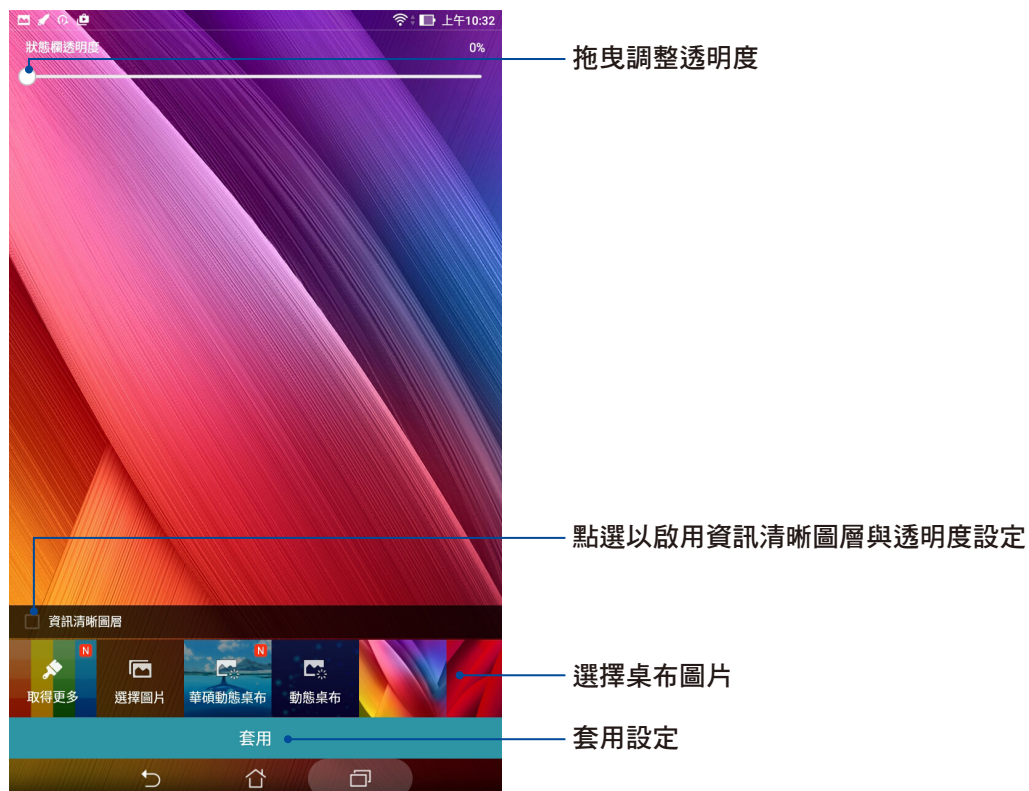 上午10:32
狀態欄透明度 0%
拖曳調整透明度
點選以啟用資訊清晰圖層與透明度設定
資訊清晰圖層
N N
取得更多 選擇圖片 華碩動態桌布 動態桌布
選擇桌布圖片
套用
套用設定